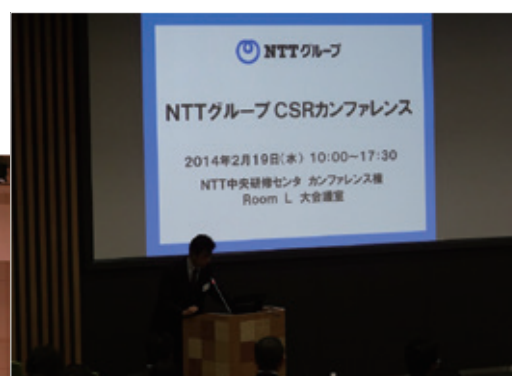 NTTグループ
NTTグループ CSRカンファレンス
2014年2月19日(水) 10:00~17:30
NTT中央研修センタ カンファレンス棟
Room L 大会議室